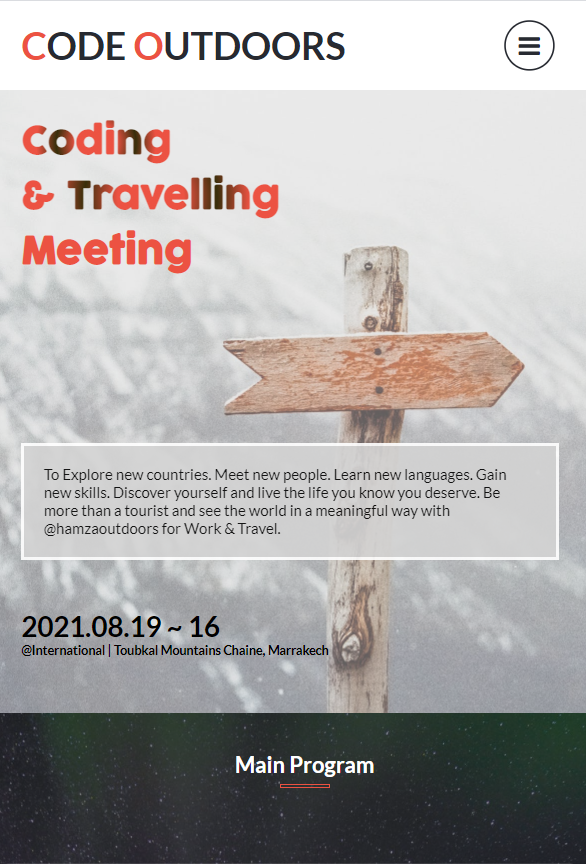 CODE OUTDOORS
Coding
& Travelling
Meeting
To Explore new countries. Meet new people. Learn new languages. Gain
new skills. Discover yourself and live the life you know you deserve. Be
more than a tourist and see the world in a meaningful way with
@hamzaoutdoors for Work & Travel.
2021.08.19 ~ 16
@International | Toubkal Mountains Chaine, Marrakech
Main Program